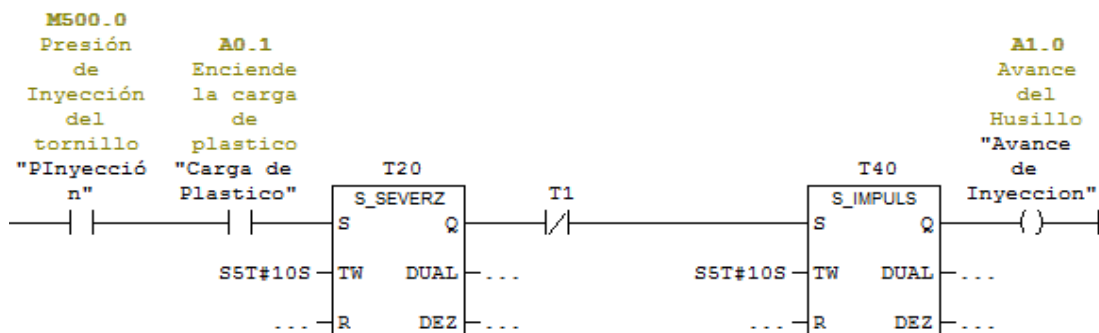 M500.0
Presión
de
Inyección
del
tornillo
"PInyecció
n"
A0.1
Enciende
la carga
de
plastico
"Carga de
Plastico"
T20
S_SEVERZ
S Q
S5T#10S TW DUAL ...
... R DEZ ...
T1
T40
S_IMPULS
S Q
S5T#10S TW DUAL ...
... R DEZ ...
A1.0
Avance
del
Husillo
"Avance
de
Inyeccion"